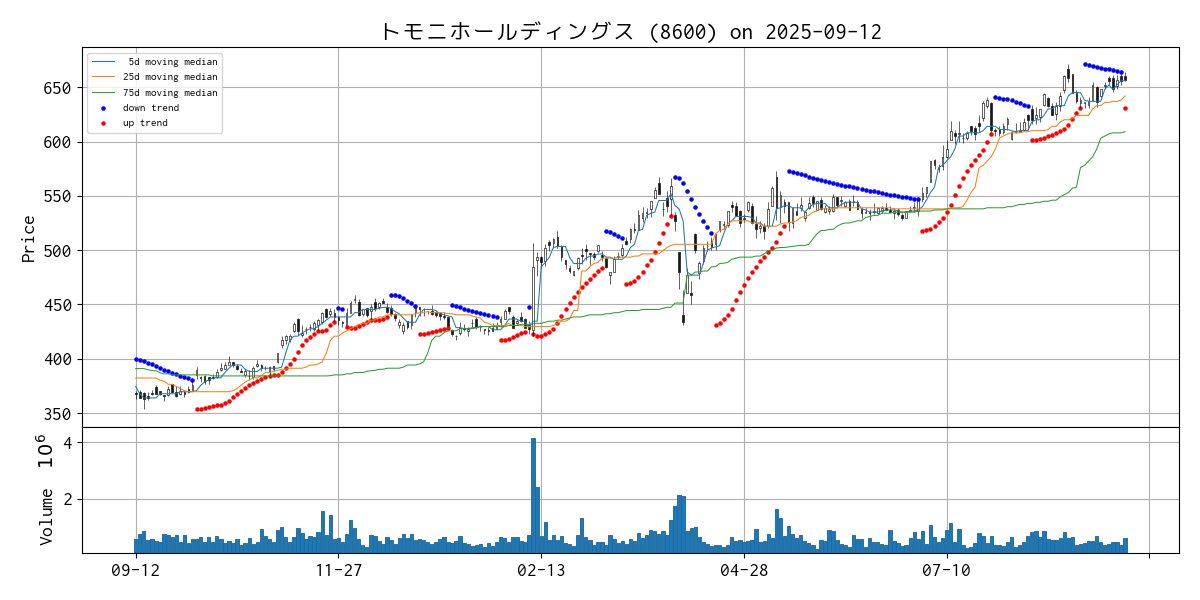 トモニホールディングス (8600) on 2025-09-12
5d moving median
25d moving median
75d moving median
down trend
up trend
Price
650
600
550
500
450
400
350
Volume 10^6
4
2
09-12 11-27 02-13 04-28 07-10